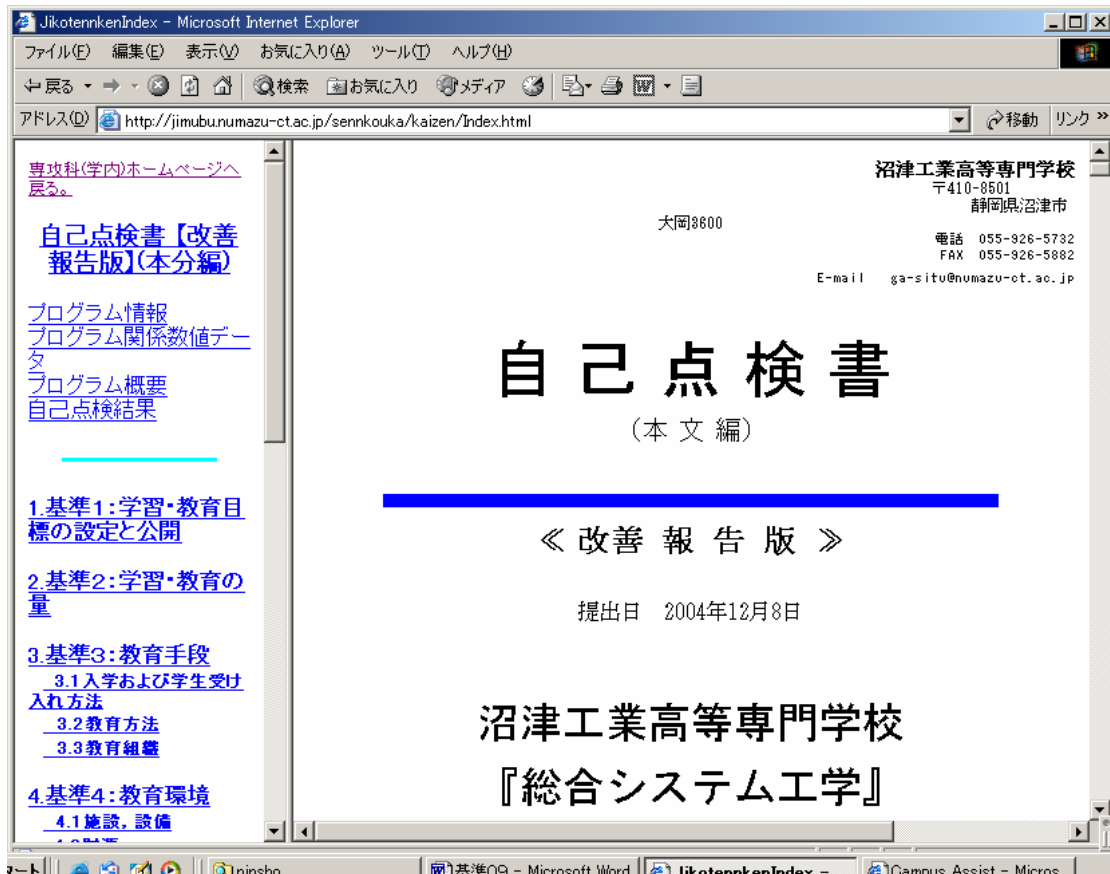 JikotennkenIndex - Microsoft Internet Explorer
ファイル(F) 編集(E) 表示(V) お気に入り(A) ツール(T) ヘルプ(H)
戻る 検索 お気に入り メディア
アドレス(D) http://jimubu.numazu-ct.ac.jp/sennkouka/kaizen/Index.html 移動 リンク »
専攻科(学内)ホームページへ
戻る。
自己点検書【改善
報告版】(本分編)
プログラム情報
プログラム関係数値デー
タ
プログラム概要
自己点検結果
1.基準1:学習・教育目
標の設定と公開
2.基準2:学習・教育の
量
3.基準3:教育手段
3.1入学および学生受け
入れ方法
3.2教育方法
3.3教育組織
4.基準4:教育環境
4.1施設,設備
沼津工業高等専門学校
〒410-8501
静岡県沼津市
大岡3600
電話 055-926-5732
FAX 055-926-5882
E-mail ga-situ@numazu-ct.ac.jp
自己点検書
(本文編)
≪改善報告版≫
提出日 2004年12月8日
沼津工業高等専門学校
『総合システム工学』
ninsho
基準09 - Microsoft Word
JikotennkenIndex -
Campus Assist - Micros